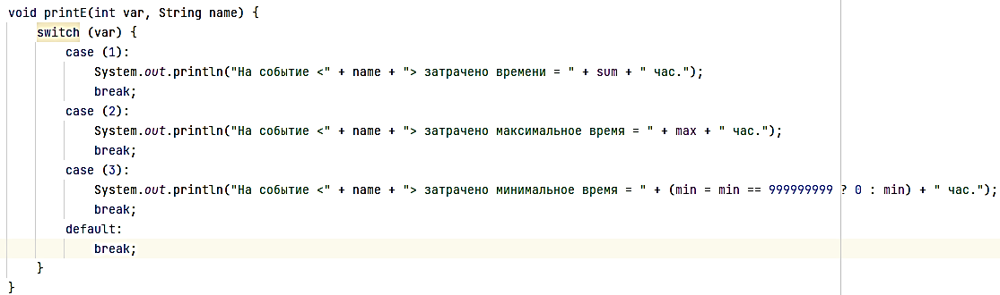 void printE(int var, String name) {
switch (var) {
case (1):
System.out.println("На событие <" + name + "> затрачено времени = " + sum + " час.");
break;
case (2):
System.out.println("На событие <" + name + "> затрачено максимальное время = " + max + " час.");
break;
case (3):
System.out.println("На событие <" + name + "> затрачено минимальное время = " + (min = min == 999999999 ? 0 : min) + " час.");
break;
default:
break;
}
}